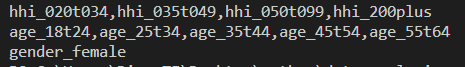 hhi_020t034,hhi_035t049,hhi_050t099,hhi_200plus
age_18t24,age_25t34,age_35t44,age_45t54,age_55t64
gender_female